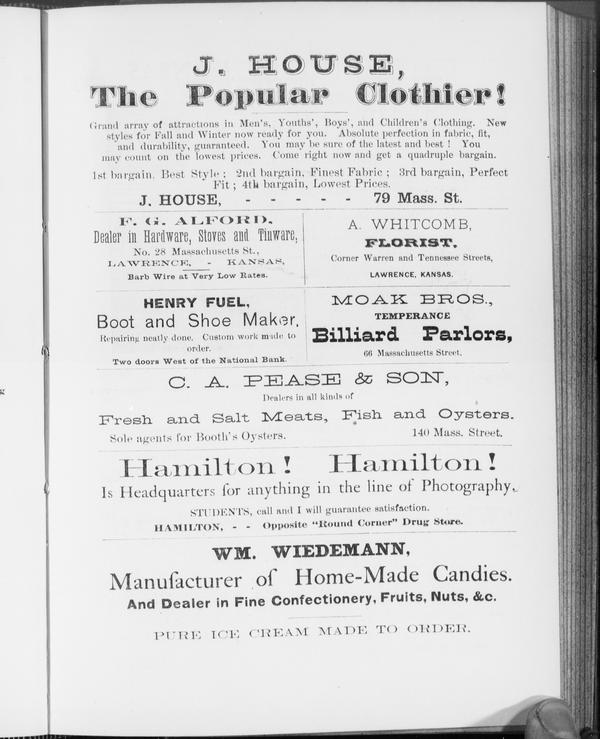 J. HOUSE,
The Popular Clothier!
Grand array of attractions in Men's, Youths', Boys', and Children's Clothing. New
styles for Fall and Winter now ready for you. Absolute perfection in fabric, fit,
and durability, guaranteed. You may be sure of the latest and best! You
may count on the lowest prices. Come right now and get a quadruple bargain.
1st bargain, Best Style; 2nd bargain, Finest Fabric; 3rd bargain, Perfect
Fit; 4th bargain, Lowest Prices.
J. HOUSE, - - - - - 79 Mass. St.
F. G. ALFORD,
Dealer in Hardware, Stoves and Tinware,
No. 28 Massachusetts St.,
LAWRENCE, - KANSAS,
Barb Wire at Very Low Rates.
A. WHITCOMB,
FLORIST,
Corner Warren and Tennessee Streets,
LAWRENCE, KANSAS.
HENRY FUEL,
Boot and Shoe Maker,
Repairing neatly done. Custom work made to
order.
Two doors West of the National Bank.
MOAK BROS.,
TEMPERANCE
Billiard Parlors,
66 Massachusetts Street.
C. A. PEASE & SON,
Dealers in all kinds of
Fresh and Salt Meats, Fish and Oysters.
Sole agents for Booth's Oysters. 140 Mass. Street.
Hamilton! Hamilton!
Is Headquarters for anything in the line of Photography,
STUDENTS, call and I will guarantee satisfaction.
HAMILTON, - - Opposite "Round Corner" Drug Store.
WM. WIEDEMANN,
Manufacturer of Home-Made Candies.
And Dealer in Fine Confectionery, Fruits, Nuts, &c.
PURE ICE CREAM MADE TO ORDER.